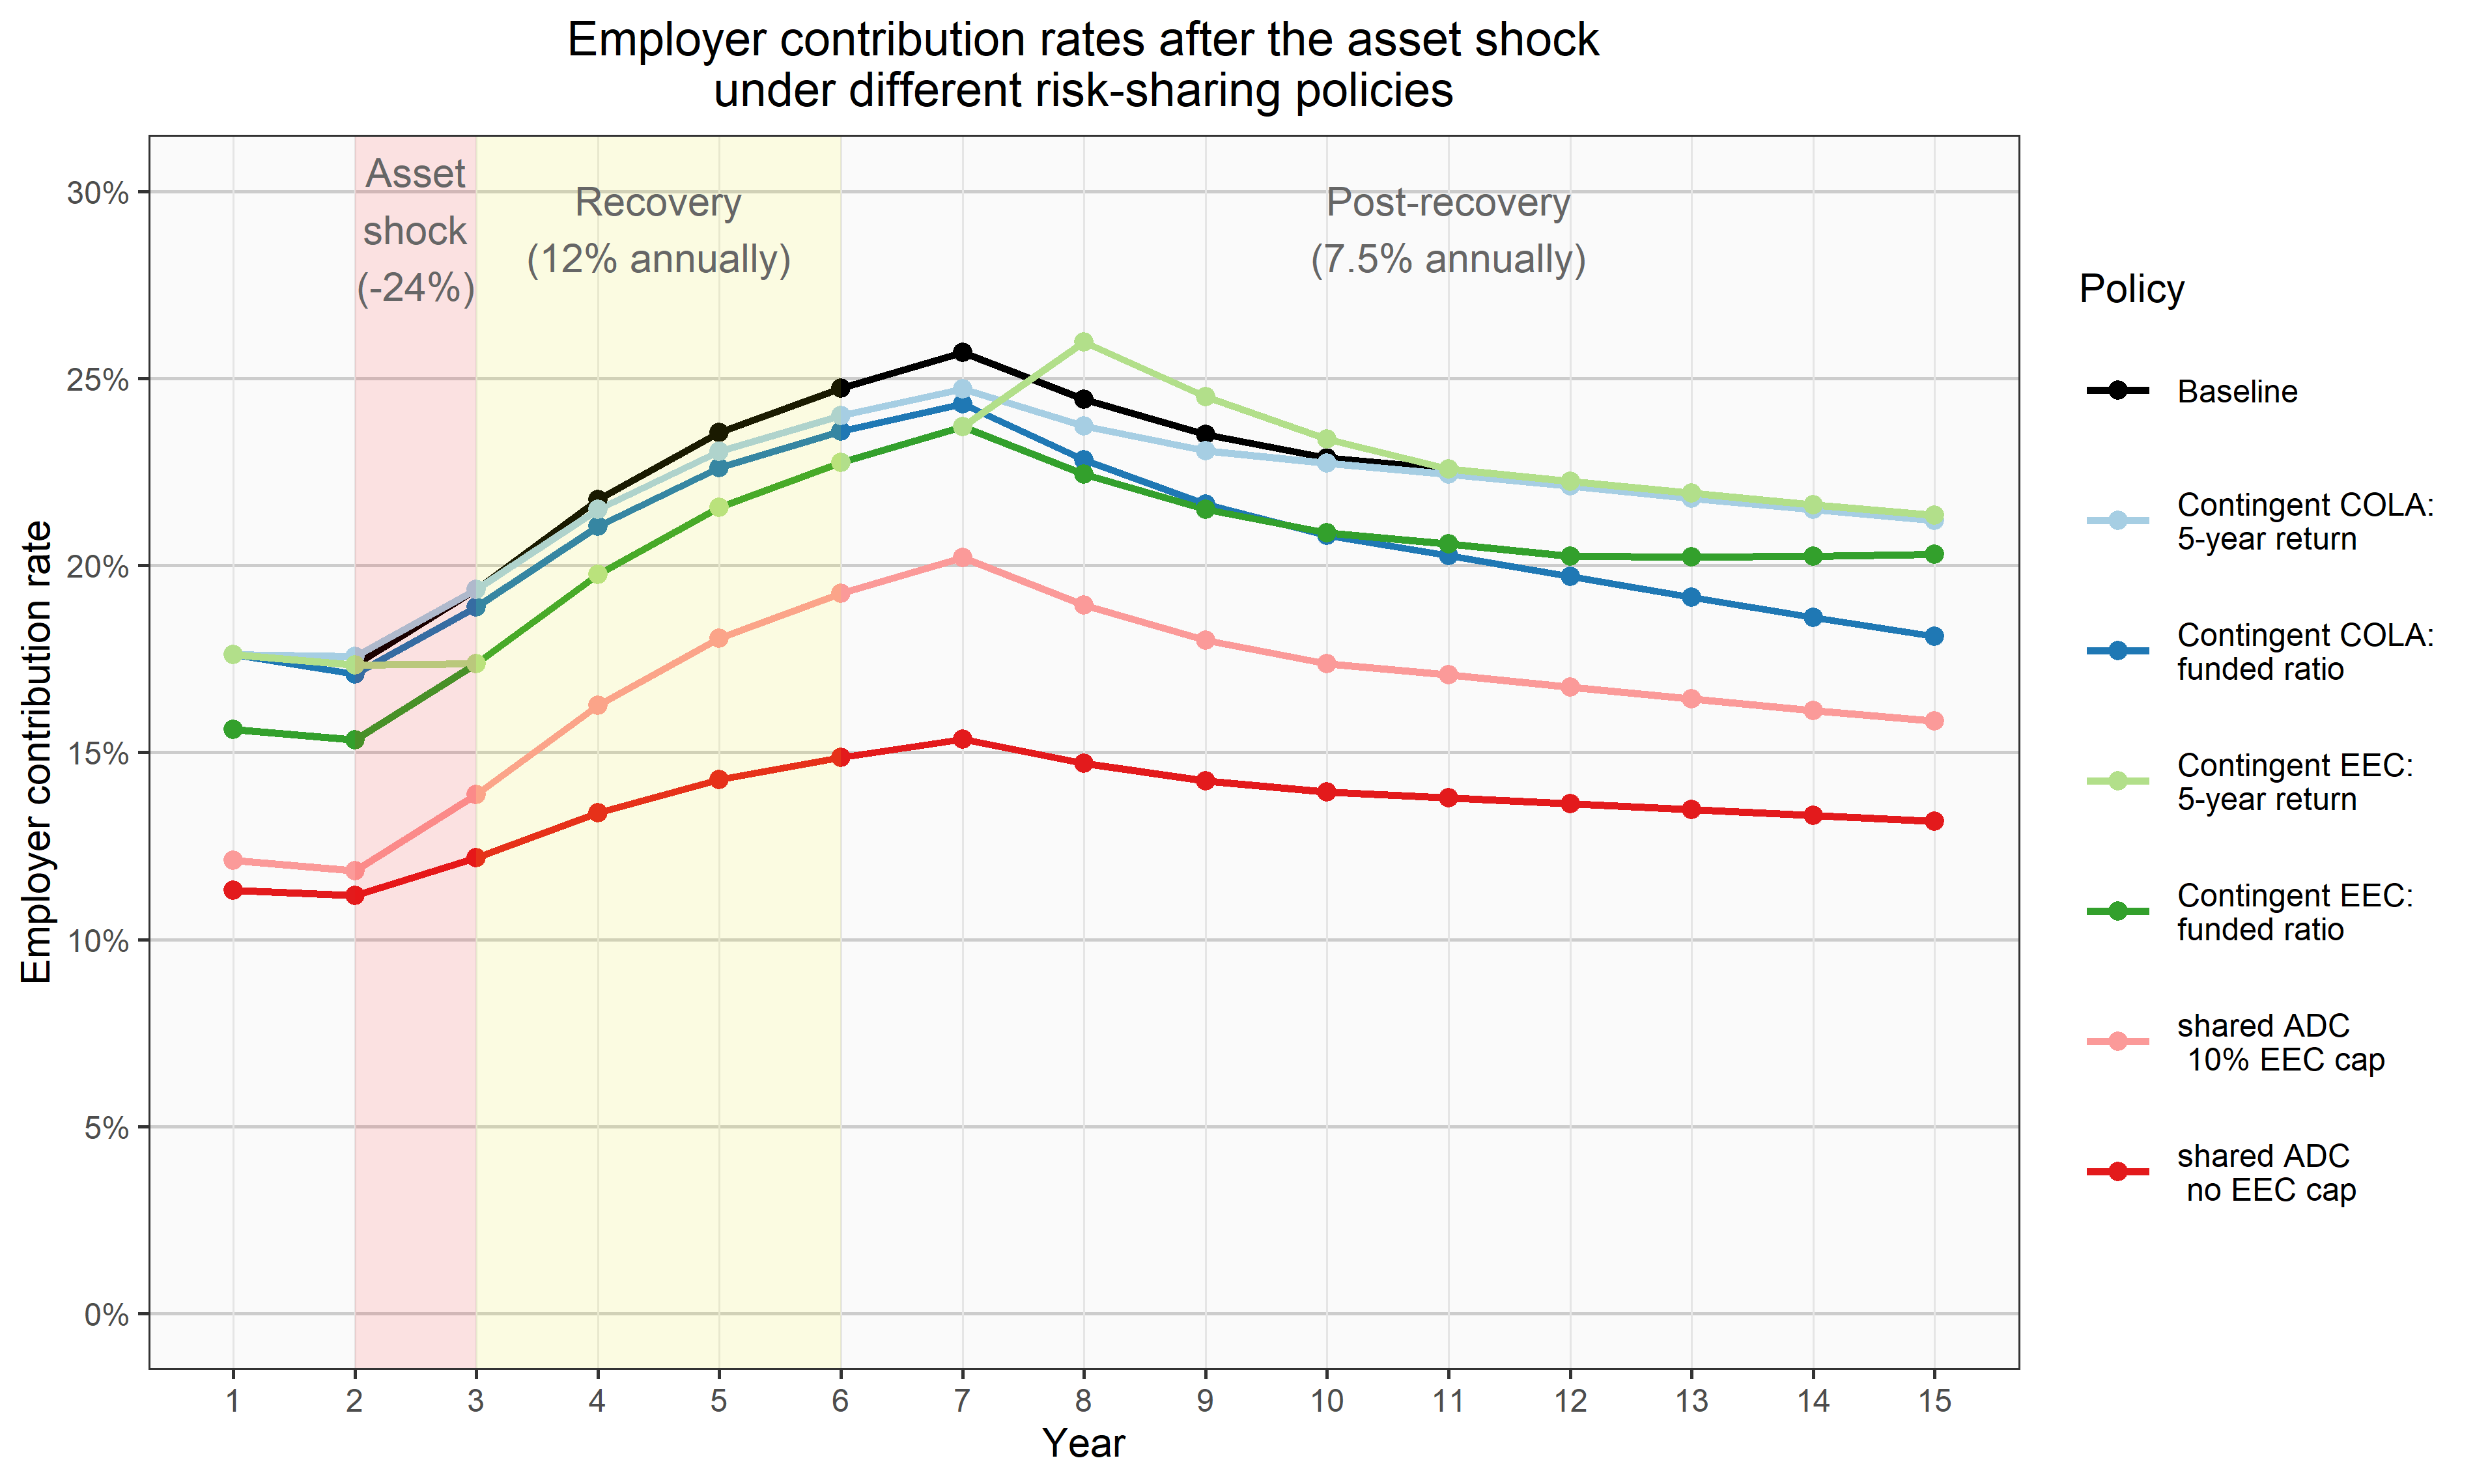 Employer contribution rates after the asset shock
under different risk-sharing policies
Asset
shock
(-24%)
Recovery
(12% annually)
Post-recovery
(7.5% annually)
Employer contribution rate
30%
25%
20%
15%
10%
5%
0%
1 2 3 4 5 6 7 8 9 10 11 12 13 14 15
Year
Policy
Baseline
Contingent COLA:
5-year return
Contingent COLA:
funded ratio
Contingent EEC:
5-year return
Contingent EEC:
funded ratio
shared ADC
10% EEC cap
shared ADC
no EEC cap